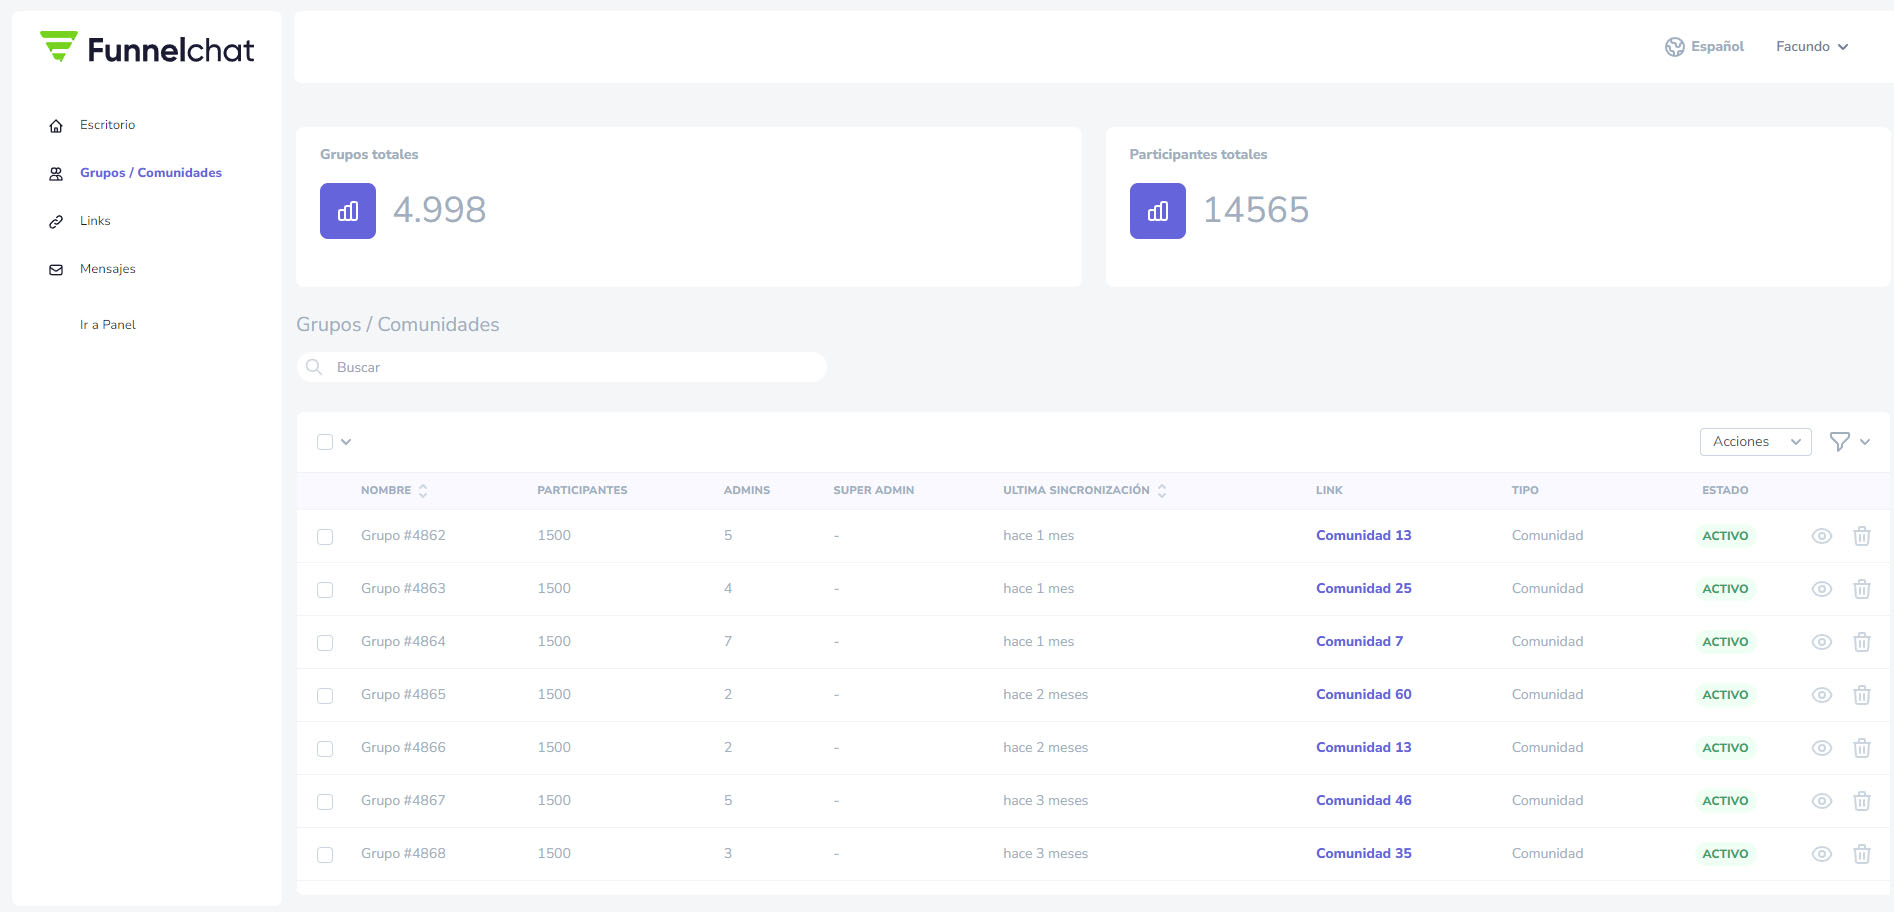 Funnelchat
Español Facundo
Escritorio
Grupos / Comunidades
Links
Mensajes
Ir a Panel
Grupos totales
4.998
Participantes totales
14565
Grupos / Comunidades
Buscar
Acciones
NOMBRE PARTICIPANTES ADMINS SUPER ADMIN ULTIMA SINCRONIZACIÓN LINK TIPO ESTADO
Grupo #4862 1500 5 - hace 1 mes Comunidad 13 Comunidad ACTIVO
Grupo #4863 1500 4 - hace 1 mes Comunidad 25 Comunidad ACTIVO
Grupo #4864 1500 7 - hace 1 mes Comunidad 7 Comunidad ACTIVO
Grupo #4865 1500 2 - hace 2 meses Comunidad 60 Comunidad ACTIVO
Grupo #4866 1500 2 - hace 2 meses Comunidad 13 Comunidad ACTIVO
Grupo #4867 1500 5 - hace 3 meses Comunidad 46 Comunidad ACTIVO
Grupo #4868 1500 3 - hace 3 meses Comunidad 35 Comunidad ACTIVO